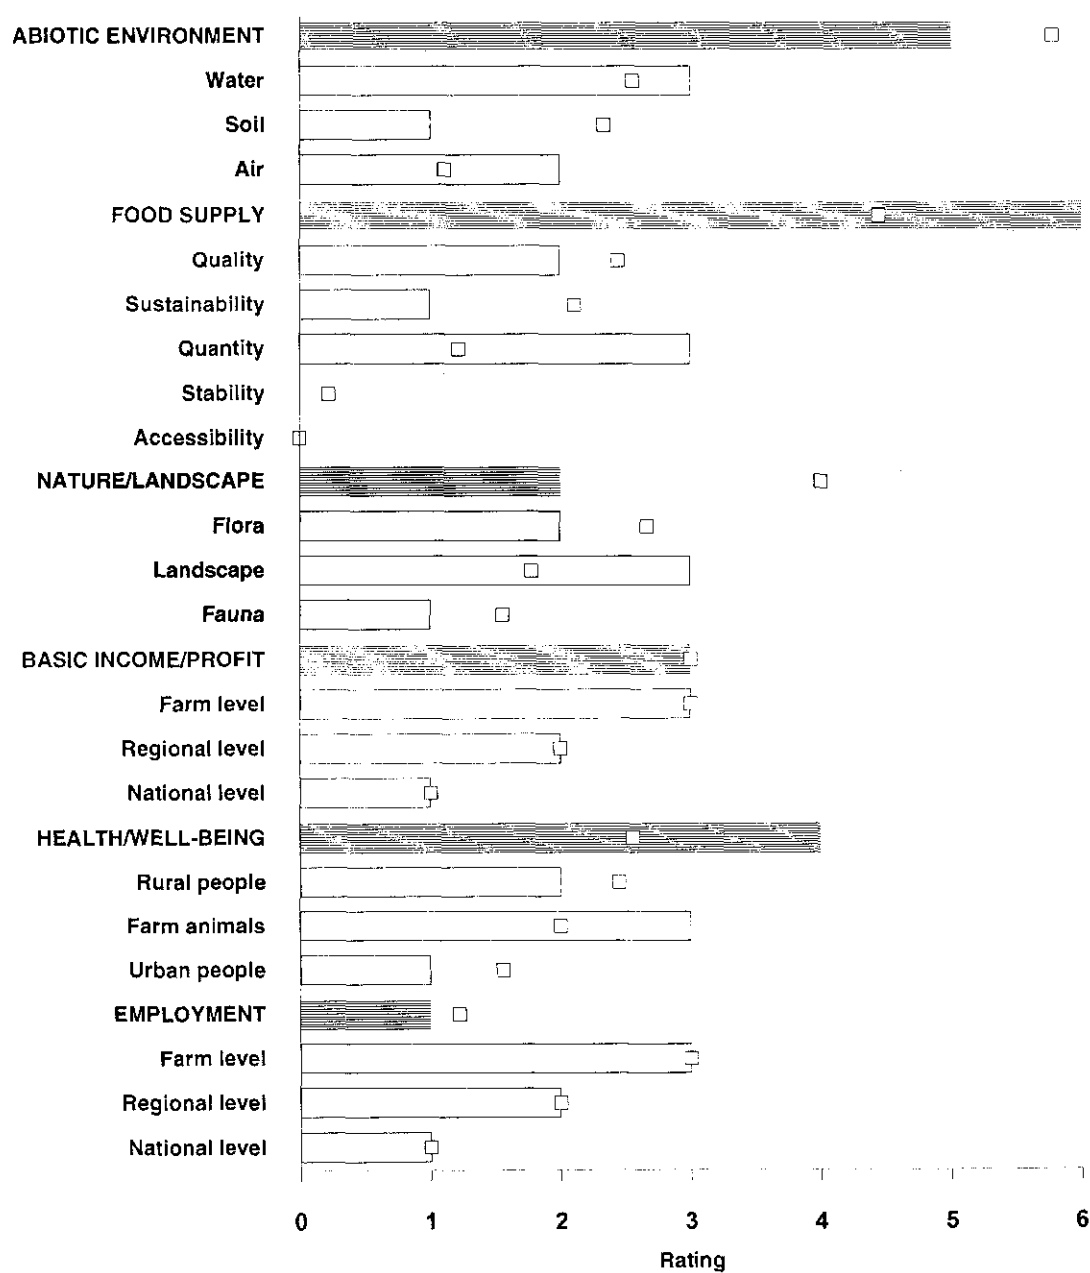 ABIOTIC ENVIRONMENT
Water
Soil
Air
FOOD SUPPLY
Quality
Sustainability
Quantity
Stability
Accessibility
NATURE/LANDSCAPE
Flora
Landscape
Fauna
BASIC INCOME/PROFIT
Farm level
Regional level
National level
HEALTH/WELL-BEING
Rural people
Farm animals
Urban people
EMPLOYMENT
Farm level
Regional level
National level
0 1 2 3 4 5 6
Rating